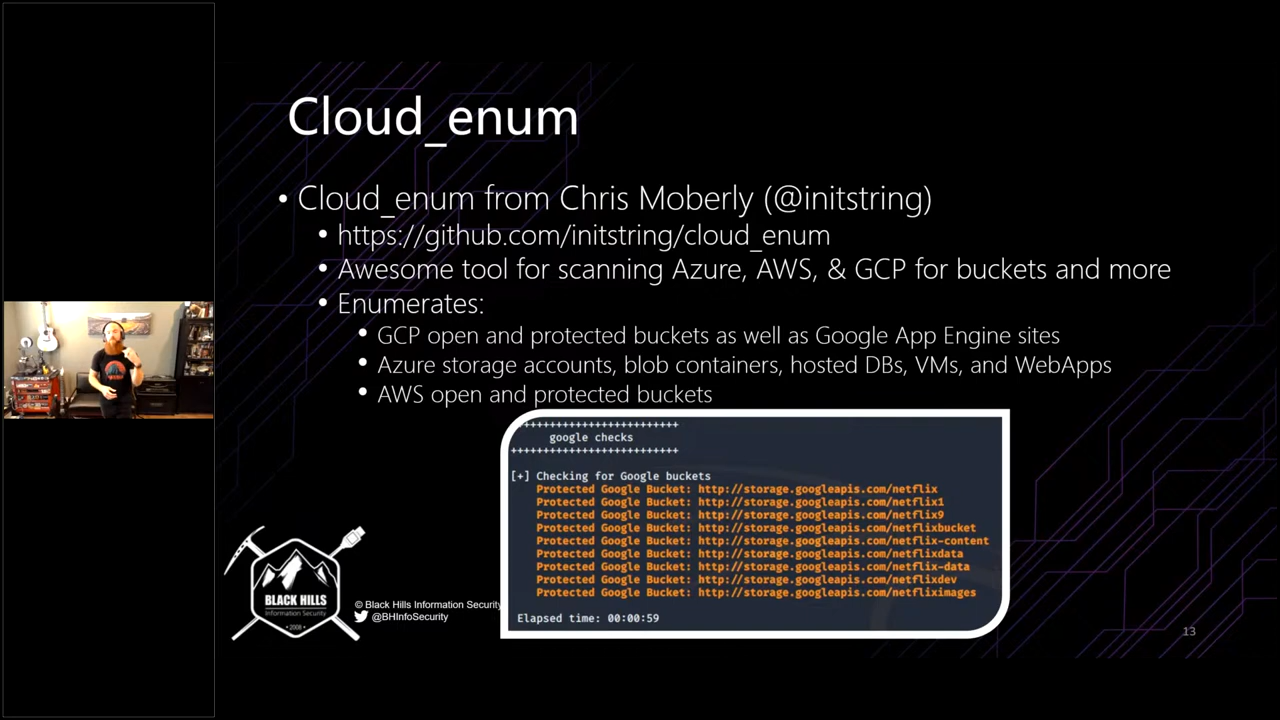 Cloud_enum
• Cloud_enum from Chris Moberly (@initstring)
• https://github.com/initstring/cloud_enum
• Awesome tool for scanning Azure, AWS, & GCP for buckets and more
• Enumerates:
• GCP open and protected buckets as well as Google App Engine sites
• Azure storage accounts, blob containers, hosted DBs, VMs, and WebApps
• AWS open and protected buckets
++++++++++++++++++++++++++
google checks
++++++++++++++++++++++++++
[+] Checking for Google buckets
Protected Google Bucket: http://storage.googleapis.com/netflix
Protected Google Bucket: http://storage.googleapis.com/netflix1
Protected Google Bucket: http://storage.googleapis.com/netflix9
Protected Google Bucket: http://storage.googleapis.com/netflixbucket
Protected Google Bucket: http://storage.googleapis.com/netflix-content
Protected Google Bucket: http://storage.googleapis.com/netflixdata
Protected Google Bucket: http://storage.googleapis.com/netflix-data
Protected Google Bucket: http://storage.googleapis.com/netflixdev
Protected Google Bucket: http://storage.googleapis.com/netfliximages
Elapsed time: 00:00:59
BLACK HILLS
Information Security
• 2008 •
© Black Hills Information Security
@BHInfoSecurity
13